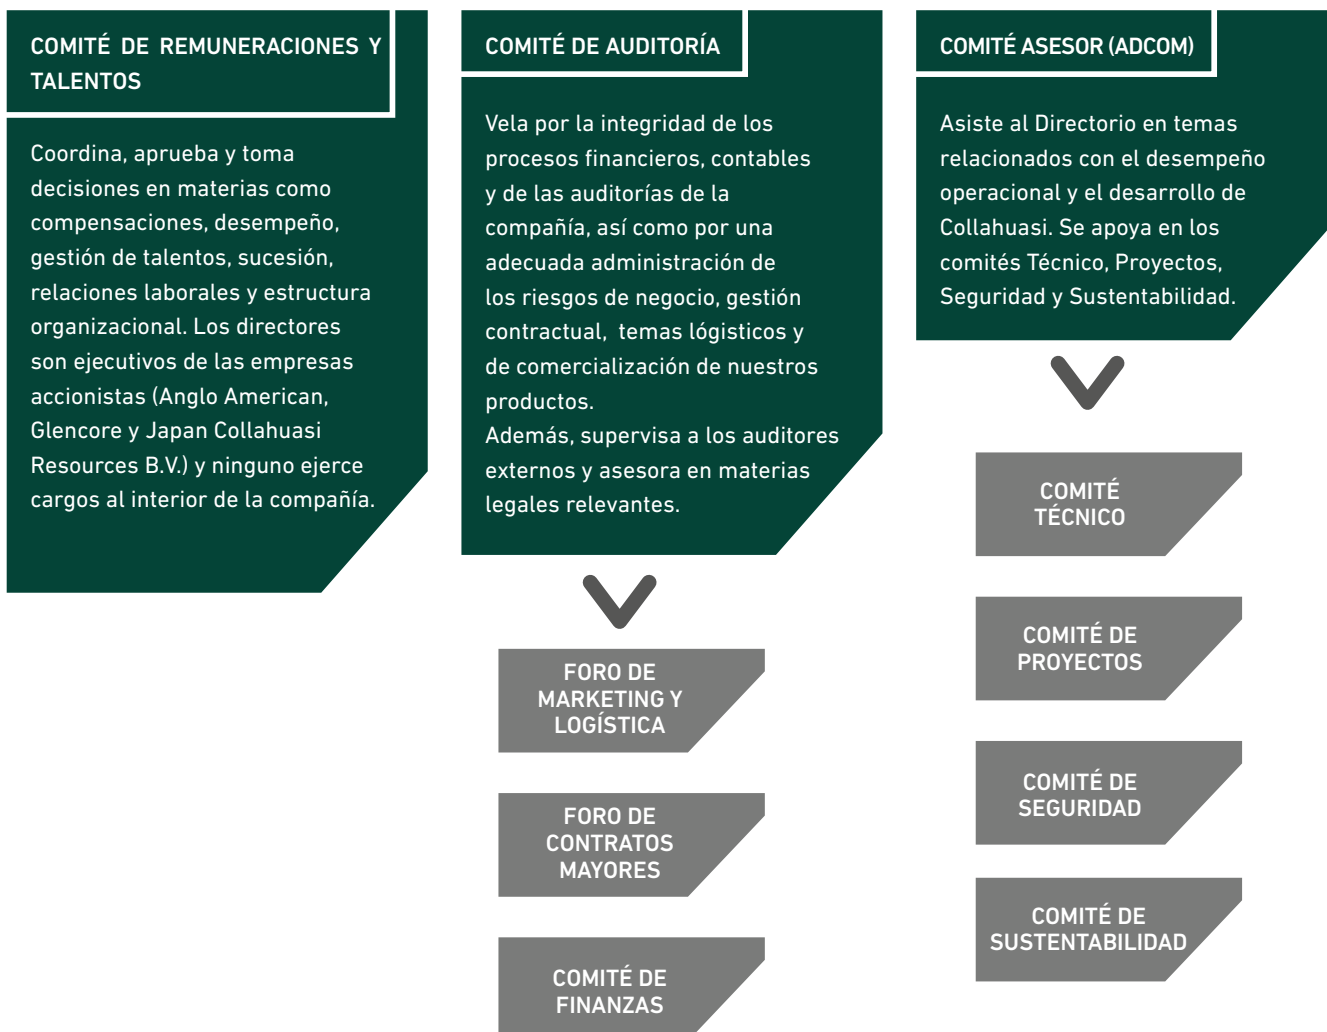 COMITÉ DE REMUNERACIONES Y
TALENTOS
Coordina, aprueba y toma
decisiones en materias como
compensaciones, desempeño,
gestión de talentos, sucesión,
relaciones laborales y estructura
organizacional. Los directores
son ejecutivos de las empresas
accionistas (Anglo American,
Glencore y Japan Collahuasi
Resources B.V.) y ninguno ejerce
cargos al interior de la compañía.
COMITÉ DE AUDITORÍA
Vela por la integridad de los
procesos financieros, contables
y de las auditorías de la
compañía, así como por una
adecuada administración de
los riesgos de negocio, gestión
contractual, temas lógisticos y
de comercialización de nuestros
productos.
Además, supervisa a los auditores
externos y asesora en materias
legales relevantes.
FORO DE
MARKETING Y
LOGÍSTICA
FORO DE
CONTRATOS
MAYORES
COMITÉ DE
FINANZAS
COMITÉ ASESOR (ADCOM)
Asiste al Directorio en temas
relacionados con el desempeño
operacional y el desarrollo de
Collahuasi. Se apoya en los
comités Técnico, Proyectos,
Seguridad y Sustentabilidad.
COMITÉ
TÉCNICO
COMITÉ DE
PROYECTOS
COMITÉ DE
SEGURIDAD
COMITÉ DE
SUSTENTABILIDAD